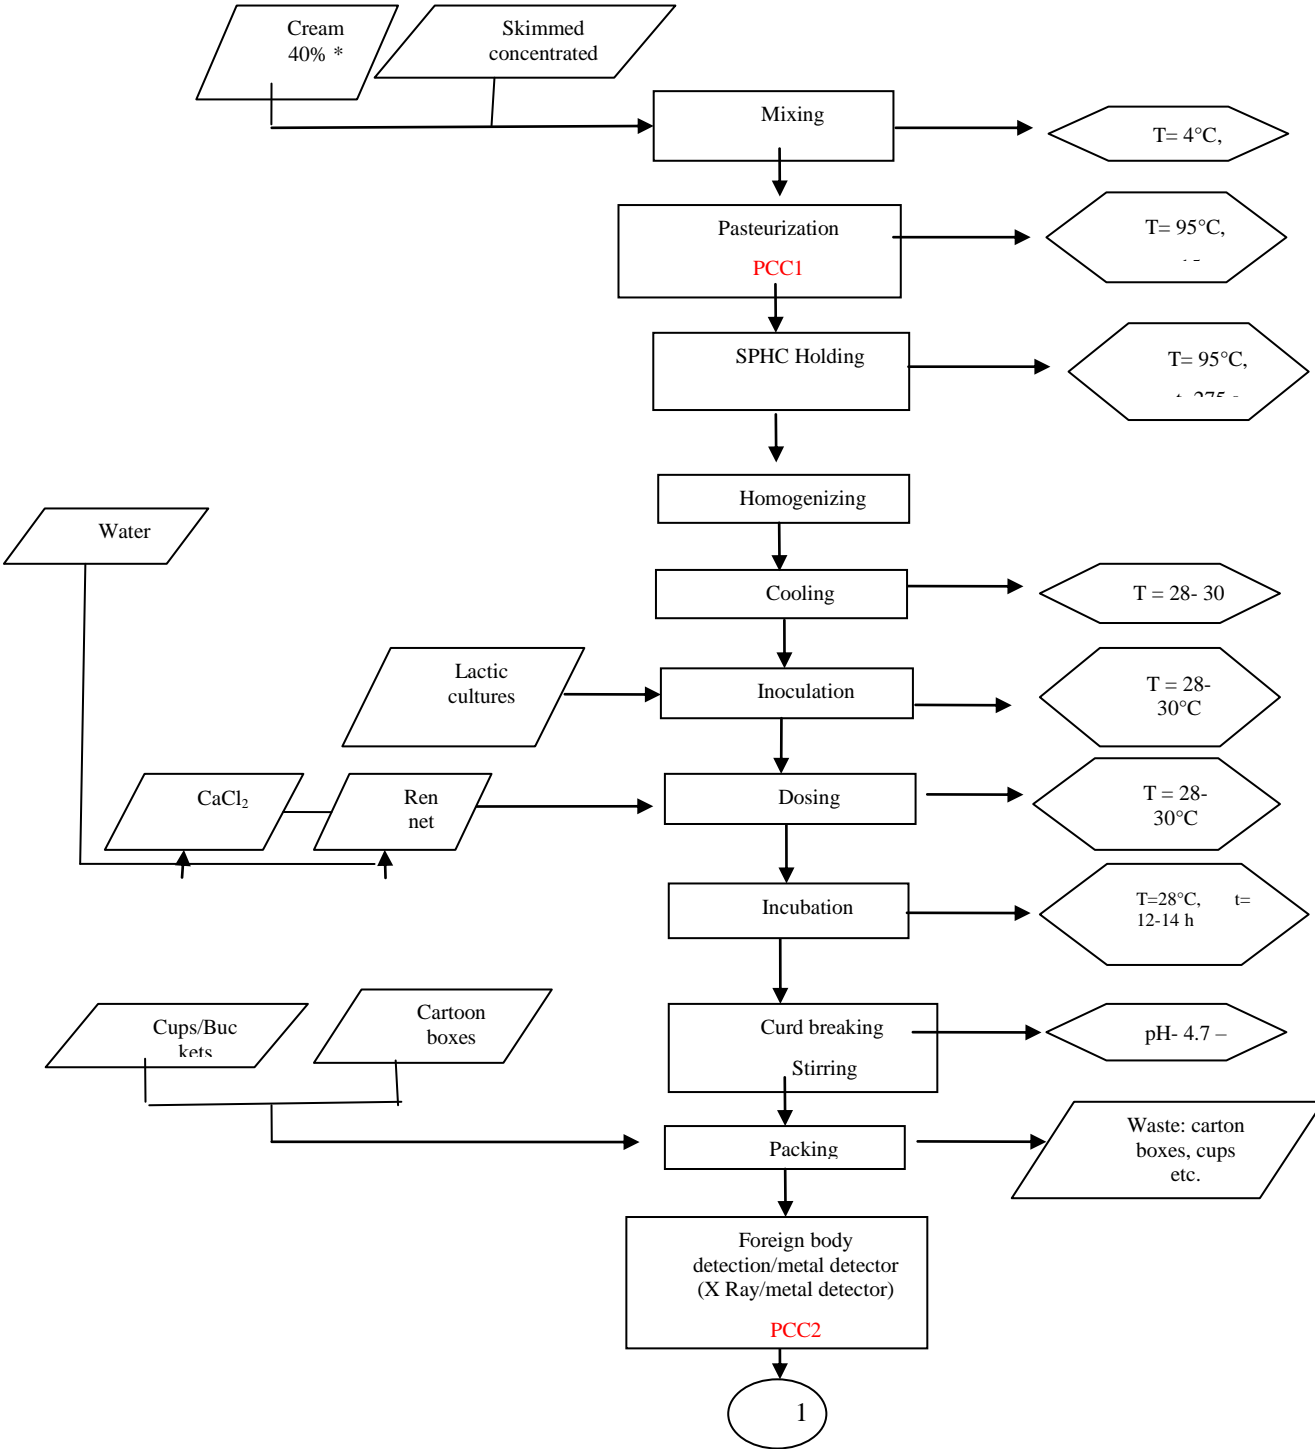 Cream
40% *
Skimmed
concentrated
Mixing
T= 4°C,
Pasteurization
PCC1
T= 95°C,
SPHC Holding
T= 95°C,
Homogenizing
Water
Cooling
T = 28- 30
Lactic
cultures
Inoculation
T = 28-
30°C
CaCl₂
Ren
net
Dosing
T = 28-
30°C
Incubation
T=28°C, t=
12-14 h
Cups/Buc
kets
Cartoon
boxes
Curd breaking
Stirring
pH- 4.7 –
Packing
Waste: carton
boxes, cups
etc.
Foreign body
detection/metal detector
(X Ray/metal detector)
PCC2
1